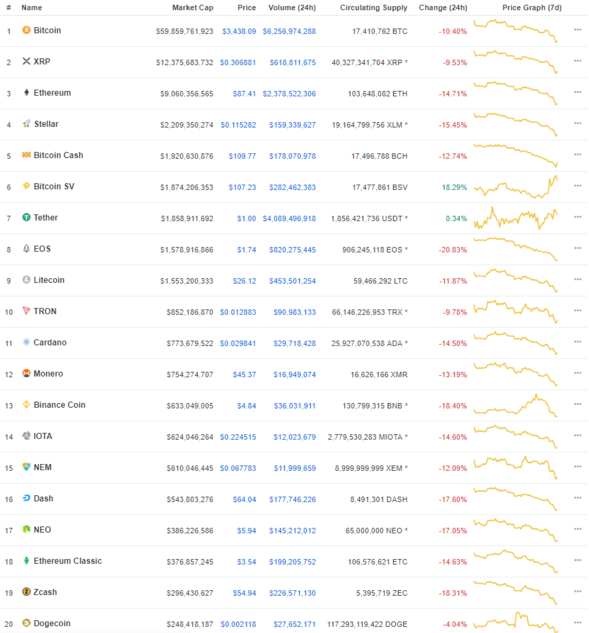 # Name Market Cap Price Volume (24h) Circulating Supply Change (24h) Price Graph (7d)
1 Bitcoin $59,859,761,923 $3,438.09 $6,256,974,288 17,410,762 BTC -10.40%
2 XRP $12,375,683,732 $0.306881 $618,811,675 40,327,341,704 XRP * -9.53%
3 Ethereum $9,060,356,565 $87.41 $2,378,522,306 103,648,082 ETH -14.71%
4 Stellar $2,209,350,274 $0.115282 $159,339,627 19,164,799,756 XLM * -15.45%
5 Bitcoin Cash $1,920,630,876 $109.77 $178,070,978 17,496,788 BCH -12.74%
6 Bitcoin SV $1,874,206,353 $107.23 $282,462,383 17,477,861 BSV 18.29%
7 Tether $1,858,911,692 $1.00 $4,089,496,918 1,856,421,736 USDT * 0.34%
8 EOS $1,578,916,866 $1.74 $820,275,445 906,245,118 EOS * -20.83%
9 Litecoin $1,553,200,333 $26.12 $453,501,254 59,466,292 LTC -11.87%
10 TRON $852,186,870 $0.012883 $90,983,133 66,146,226,953 TRX * -9.78%
11 Cardano $773,679,522 $0.029841 $29,718,428 25,927,070,538 ADA * -14.50%
12 Monero $754,274,707 $45.37 $16,949,074 16,626,166 XMR -13.19%
13 Binance Coin $633,049,005 $4.84 $36,031,911 130,799,315 BNB * -18.40%
14 IOTA $624,046,264 $0.224515 $12,023,679 2,779,530,283 MIOTA * -14.60%
15 NEM $610,046,445 $0.067783 $11,999,659 8,999,999,999 XEM * -12.09%
16 Dash $543,803,276 $64.04 $177,746,226 8,491,301 DASH -17.60%
17 NEO $386,226,586 $5.94 $145,212,012 65,000,000 NEO * -17.05%
18 Ethereum Classic $376,857,245 $3.54 $199,205,752 106,576,621 ETC -14.63%
19 Zcash $296,430,627 $54.94 $226,571,130 5,395,719 ZEC -18.31%
20 Dogecoin $248,418,187 $0.002118 $27,652,171 117,293,119,422 DOGE -4.04%